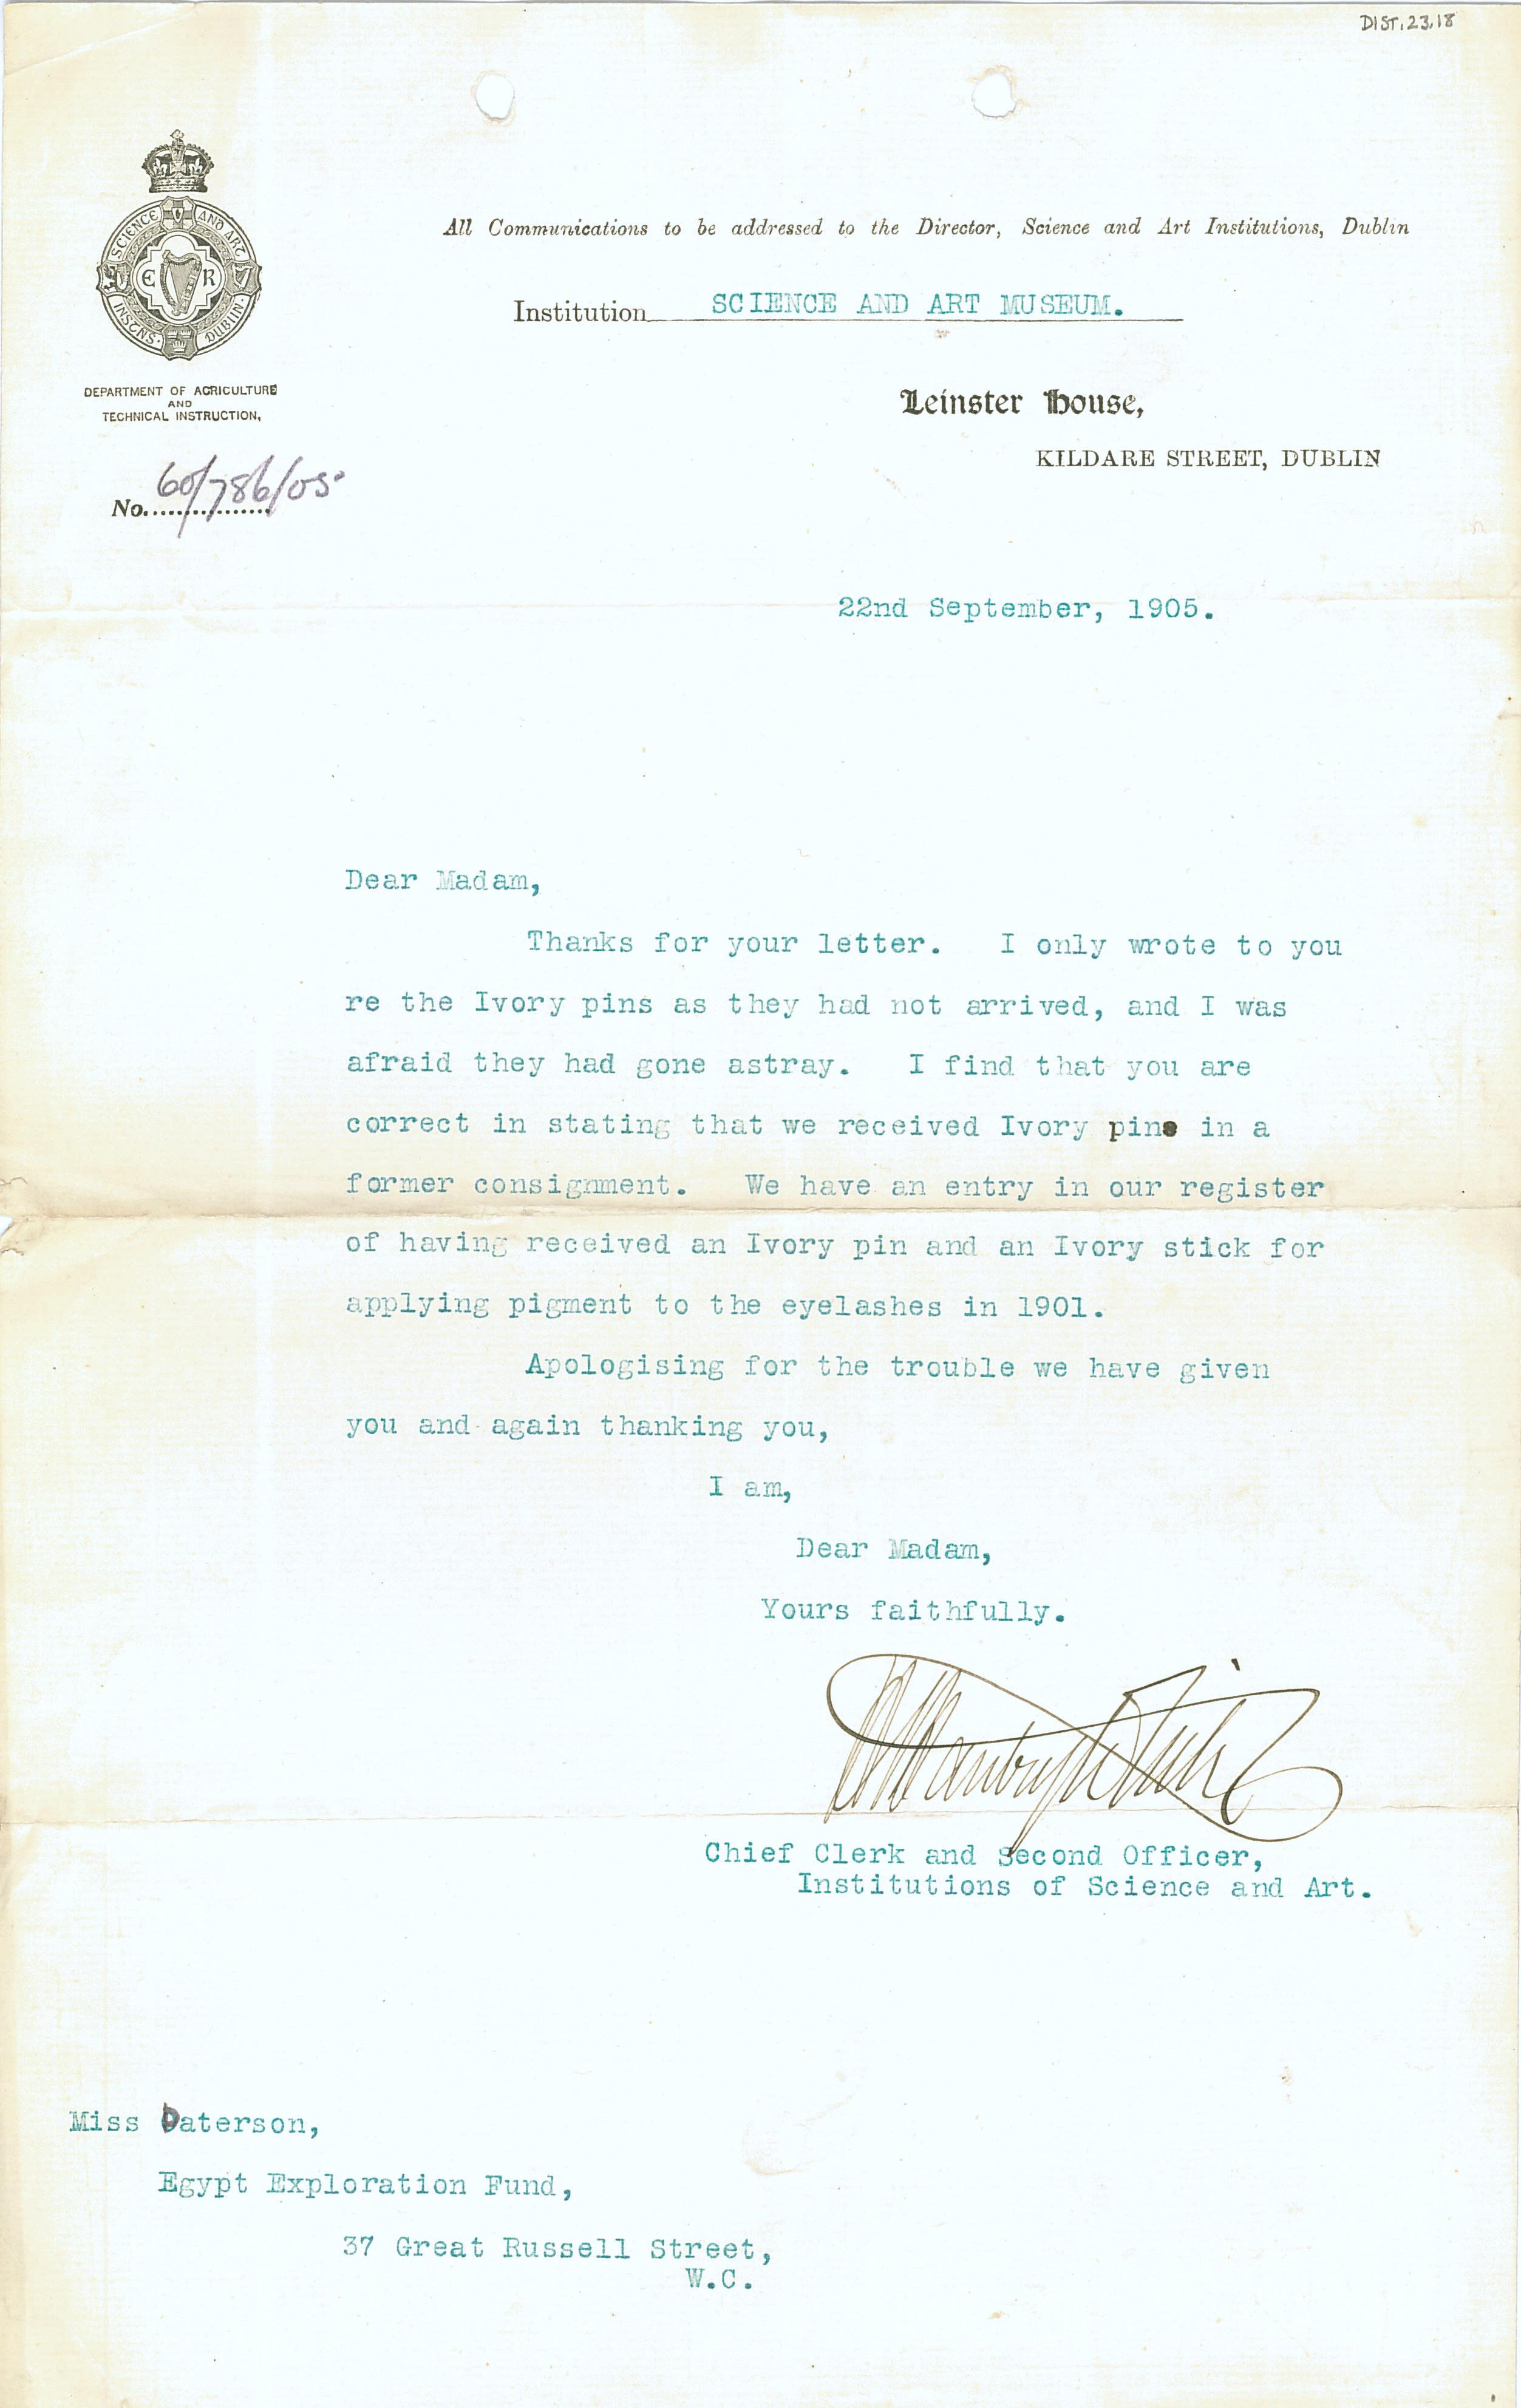 DIST.23.18
SCIENCE AND ART
INSTNS. DUBLIN.
E R
DEPARTMENT OF AGRICULTURE
AND
TECHNICAL INSTRUCTION,
No. 60/786/05
All Communications to be addressed to the Director, Science and Art Institutions, Dublin
Institution SCIENCE AND ART MUSEUM.
Leinster House,
KILDARE STREET, DUBLIN
22nd September, 1905.
Dear Madam,
Thanks for your letter. I only wrote to you
re the Ivory pins as they had not arrived, and I was
afraid they had gone astray. I find that you are
correct in stating that we received Ivory pins in a
former consignment. We have an entry in our register
of having received an Ivory pin and an Ivory stick for
applying pigment to the eyelashes in 1901.
Apologising for the trouble we have given
you and again thanking you,
I am,
Dear Madam,
Yours faithfully.
Chief Clerk and Second Officer,
Institutions of Science and Art.
Miss Paterson,
Egypt Exploration Fund,
37 Great Russell Street,
W.C.